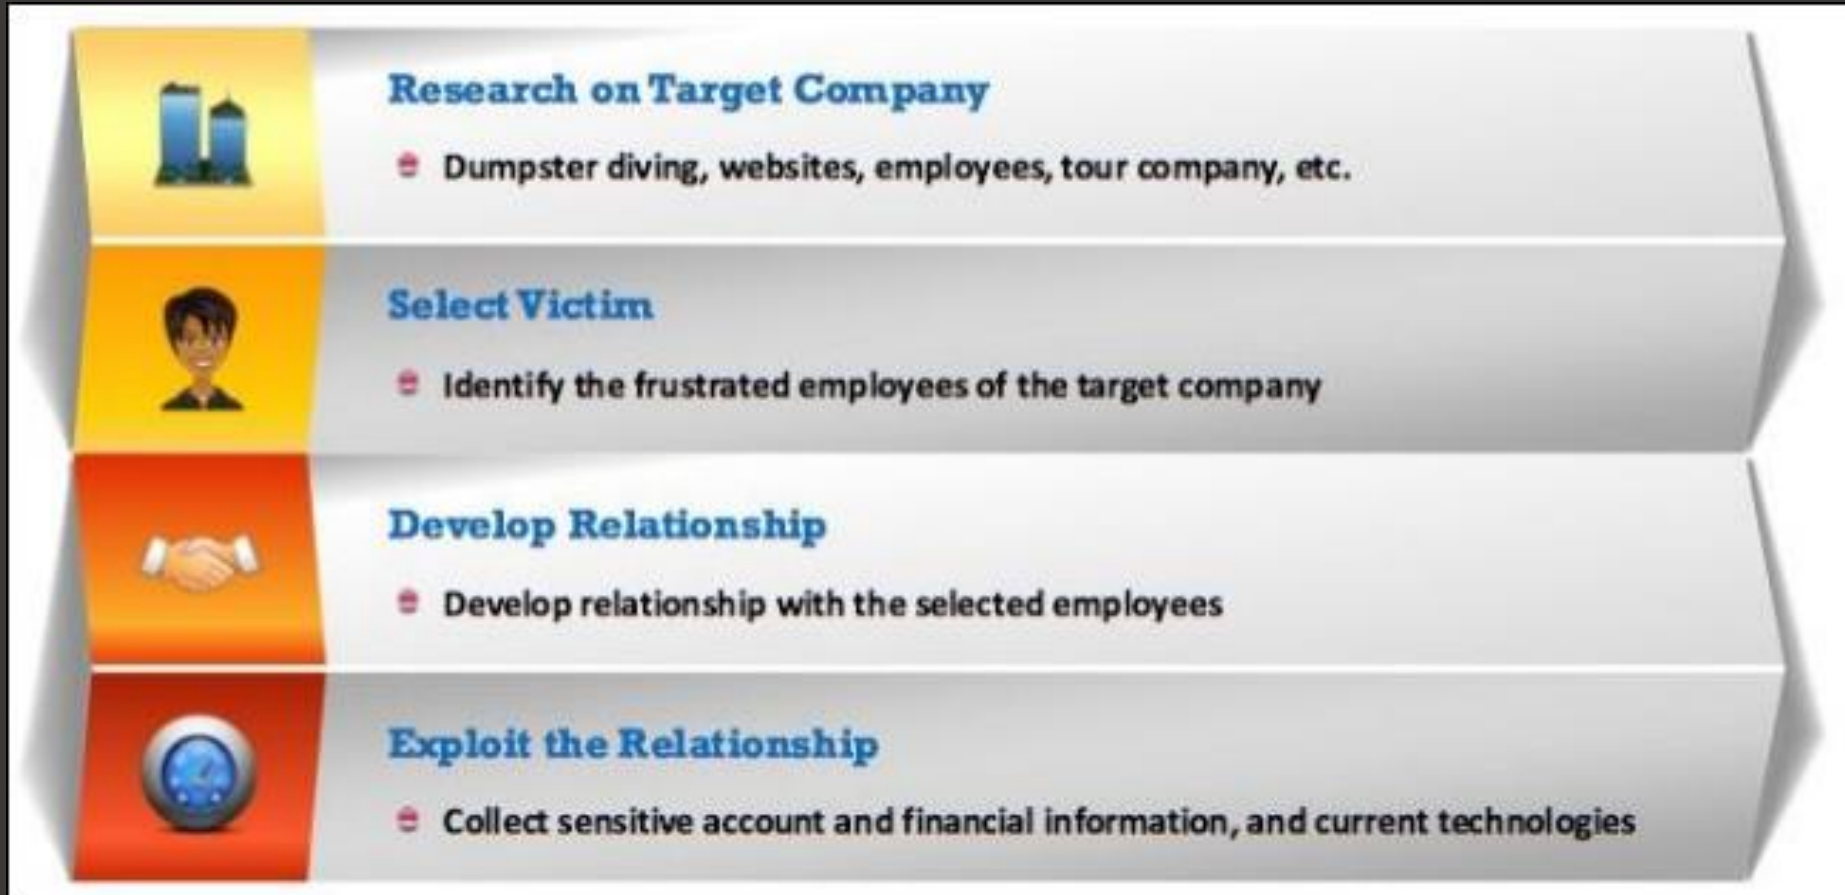 Research on Target Company
Dumpster diving, websites, employees, tour company, etc.
Select Victim
Identify the frustrated employees of the target company
Develop Relationship
Develop relationship with the selected employees
Exploit the Relationship
Collect sensitive account and financial information, and current technologies